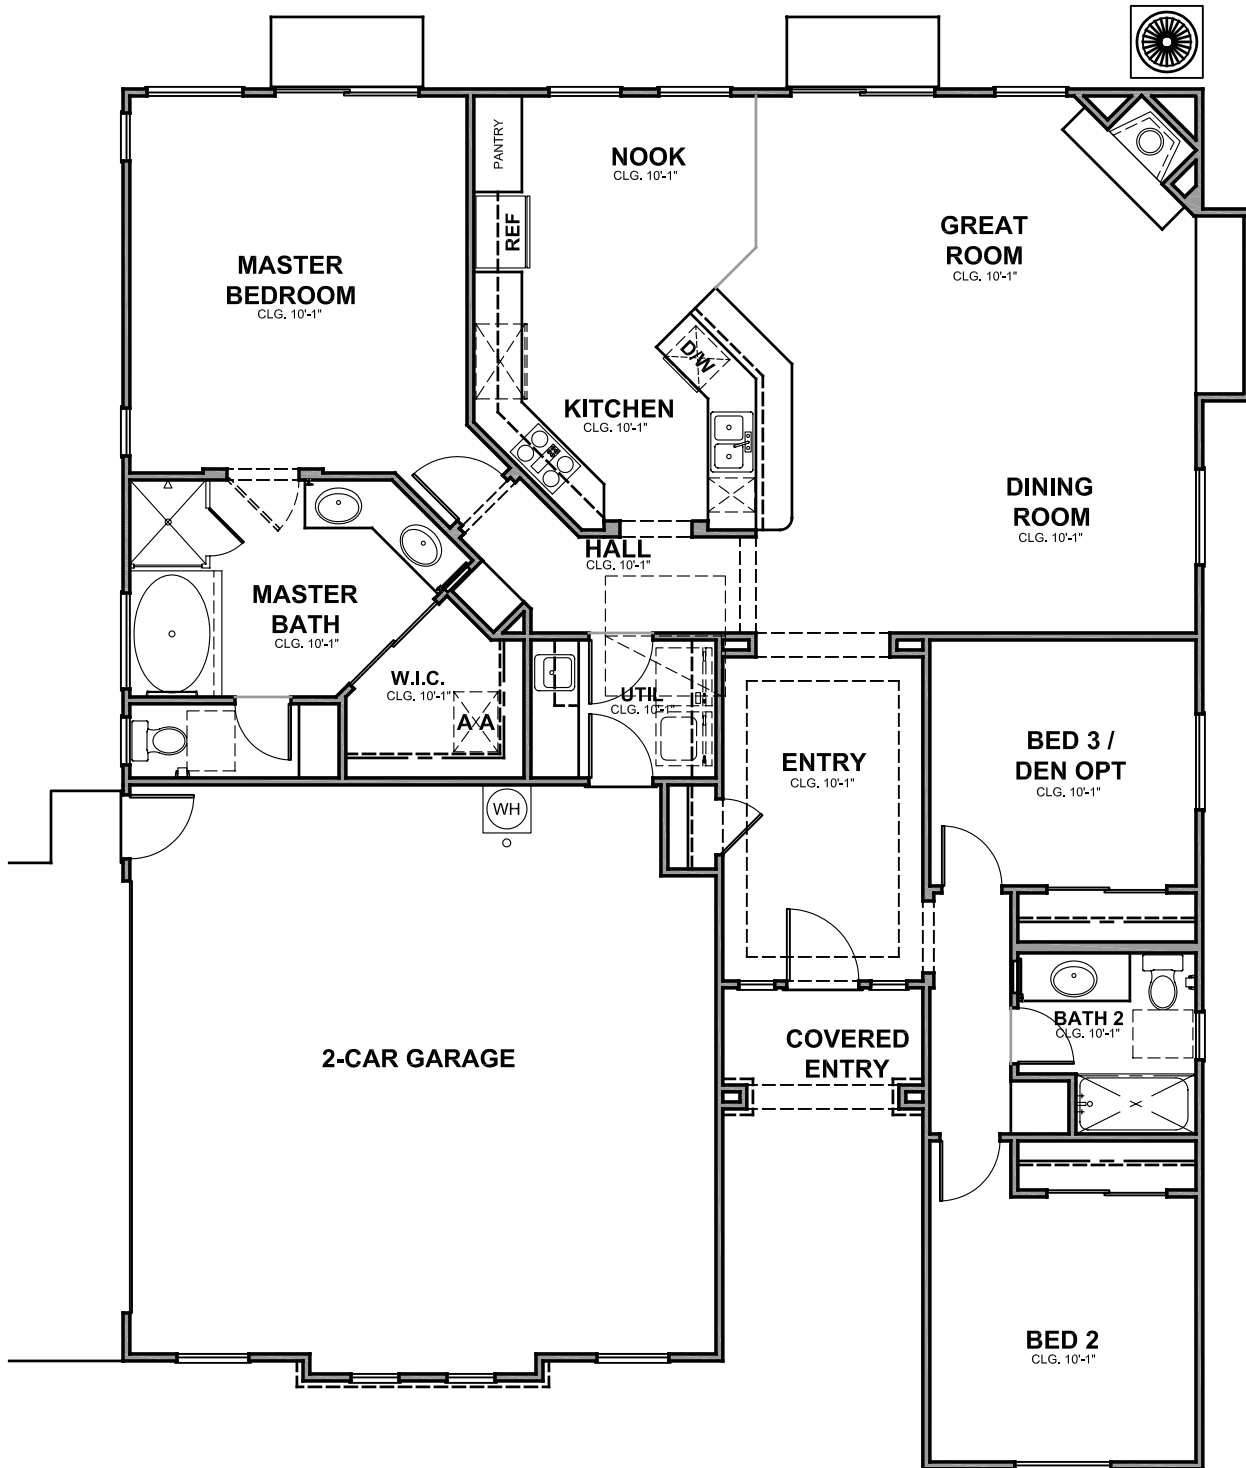 PANTRY
NOOK
CLG. 10'-1"
GREAT
ROOM
CLG. 10'-1"
REF
MASTER
BEDROOM
CLG. 10'-1"
D/W
KITCHEN
CLG. 10'-1"
DINING
ROOM
CLG. 10'-1"
HALL
CLG. 10'-1"
MASTER
BATH
CLG. 10'-1"
W.I.C.
CLG. 10'-1"
AA
UTIL
CLG. 10'-1"
ENTRY
CLG. 10'-1"
BED 3 /
DEN OPT
CLG. 10'-1"
WH
2-CAR GARAGE
COVERED
ENTRY
BATH 2
CLG. 10'-1"
BED 2
CLG. 10'-1"